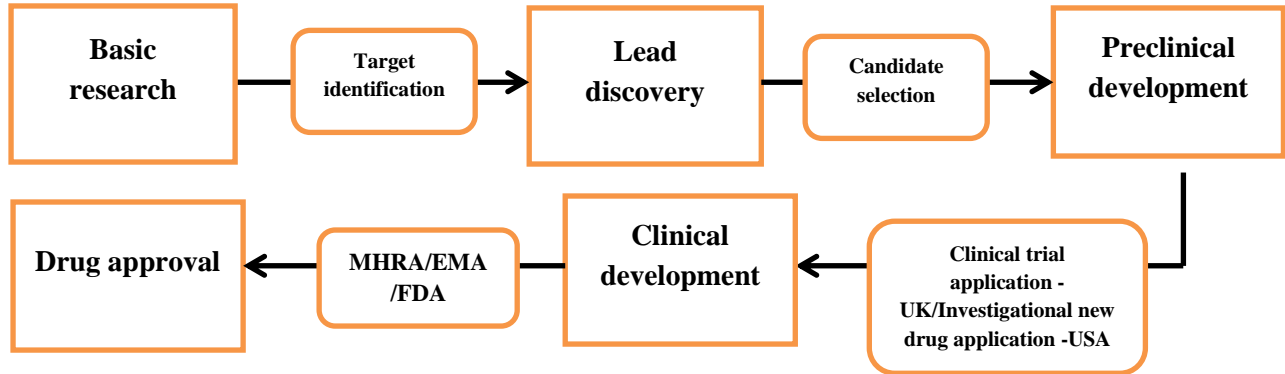 Basic
research
Target
identification
Lead
discovery
Candidate
selection
Preclinical
development
Clinical trial
application -
UK/Investigational new
drug application -USA
Clinical
development
MHRA/EMA
/FDA
Drug approval